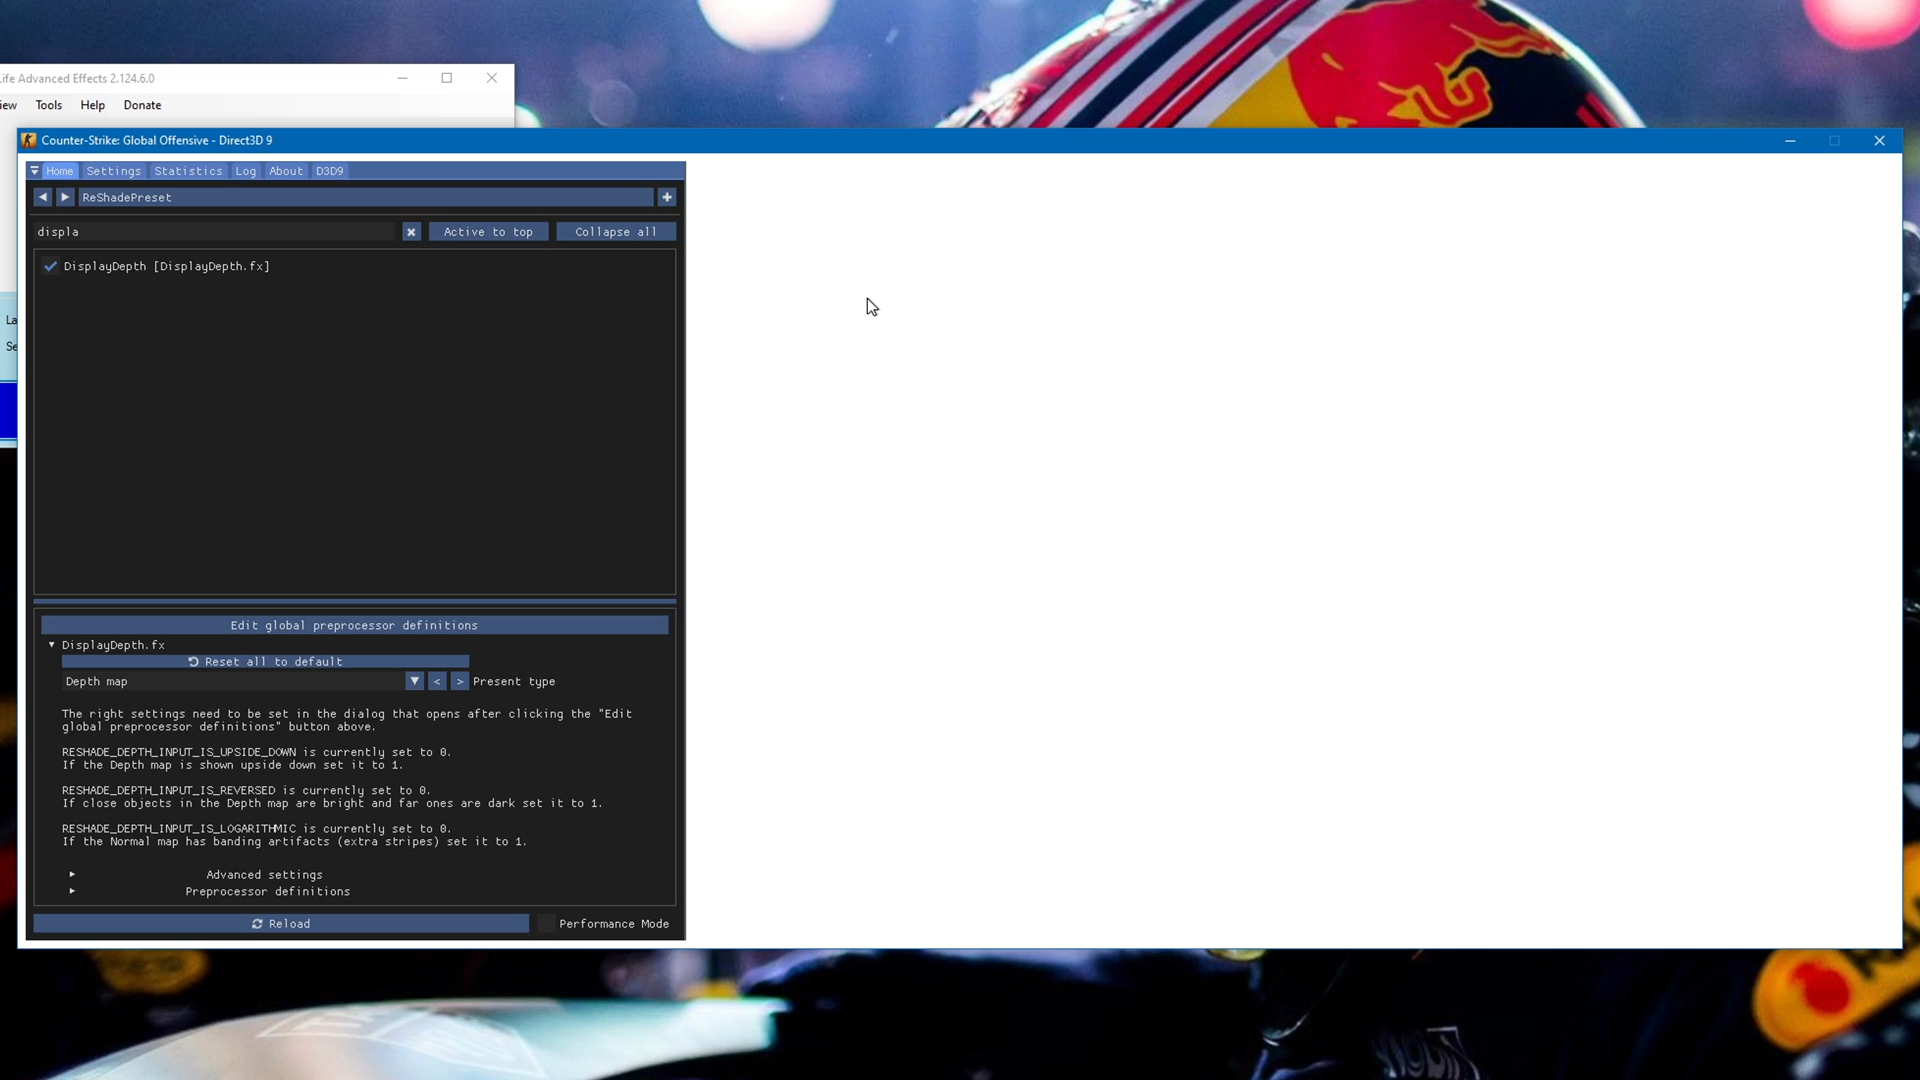 ife Advanced Effects 2.124.6.0
iew Tools Help Donate
La
Se
Counter-Strike: Global Offensive - Direct3D 9
Home Settings Statistics Log About D3D9
ReShadePreset
displa Active to top Collapse all
DisplayDepth [DisplayDepth.fx]
Edit global preprocessor definitions
DisplayDepth.fx
Reset all to default
Depth map < > Present type
The right settings need to be set in the dialog that opens after clicking the "Edit
global preprocessor definitions" button above.
RESHADE_DEPTH_INPUT_IS_UPSIDE_DOWN is currently set to 0.
If the Depth map is shown upside down set it to 1.
RESHADE_DEPTH_INPUT_IS_REVERSED is currently set to 0.
If close objects in the Depth map are bright and far ones are dark set it to 1.
RESHADE_DEPTH_INPUT_IS_LOGARITHMIC is currently set to 0.
If the Normal map has banding artifacts (extra stripes) set it to 1.
Advanced settings
Preprocessor definitions
Reload Performance Mode